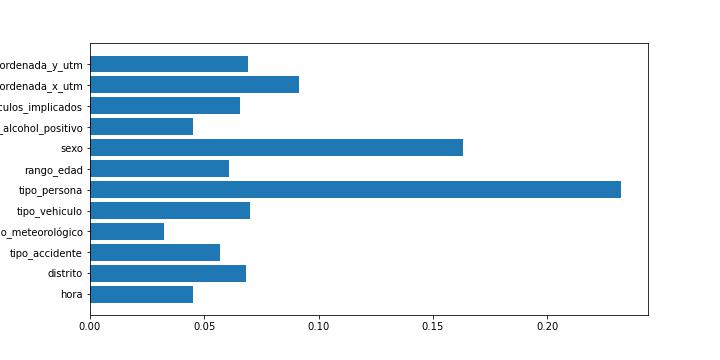 ordenada_y_utm
ordenada_x_utm
culos_implicados
_alcohol_positivo
sexo
rango_edad
tipo_persona
tipo_vehiculo
o_meteorológico
tipo_accidente
distrito
hora
0.00 0.05 0.10 0.15 0.20